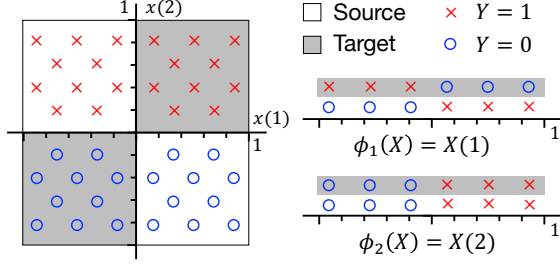 1
x(2)
x(1)
1
Source
Target
Y = 1
Y = 0
1
ϕ₁(X) = X(1)
1
ϕ₂(X) = X(2)